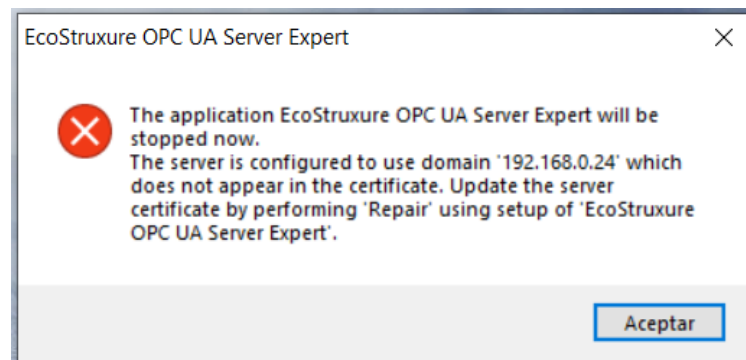 EcoStruxure OPC UA Server Expert
The application EcoStruxure OPC UA Server Expert will be
stopped now.
The server is configured to use domain '192.168.0.24' which
does not appear in the certificate. Update the server
certificate by performing 'Repair' using setup of 'EcoStruxure
OPC UA Server Expert'.
Aceptar